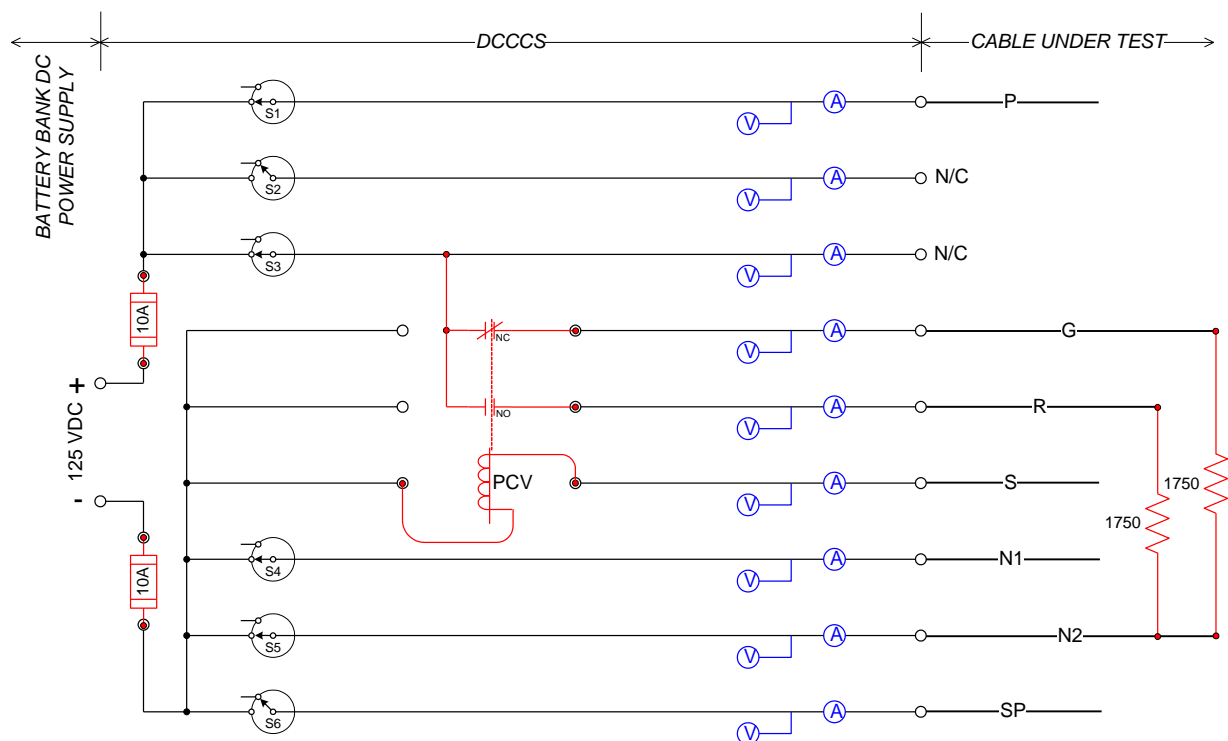 DCCCS
CABLE UNDER TEST
BATTERY BANK DC
POWER SUPPLY
S1
V
A
P
S2
V
A
N/C
S3
V
A
N/C
10A
NC
V
A
G
+
125 VDC
-
NO
V
A
R
PCV
V
A
S
1750
1750
10A
S4
V
A
N1
S5
V
A
N2
S6
V
A
SP